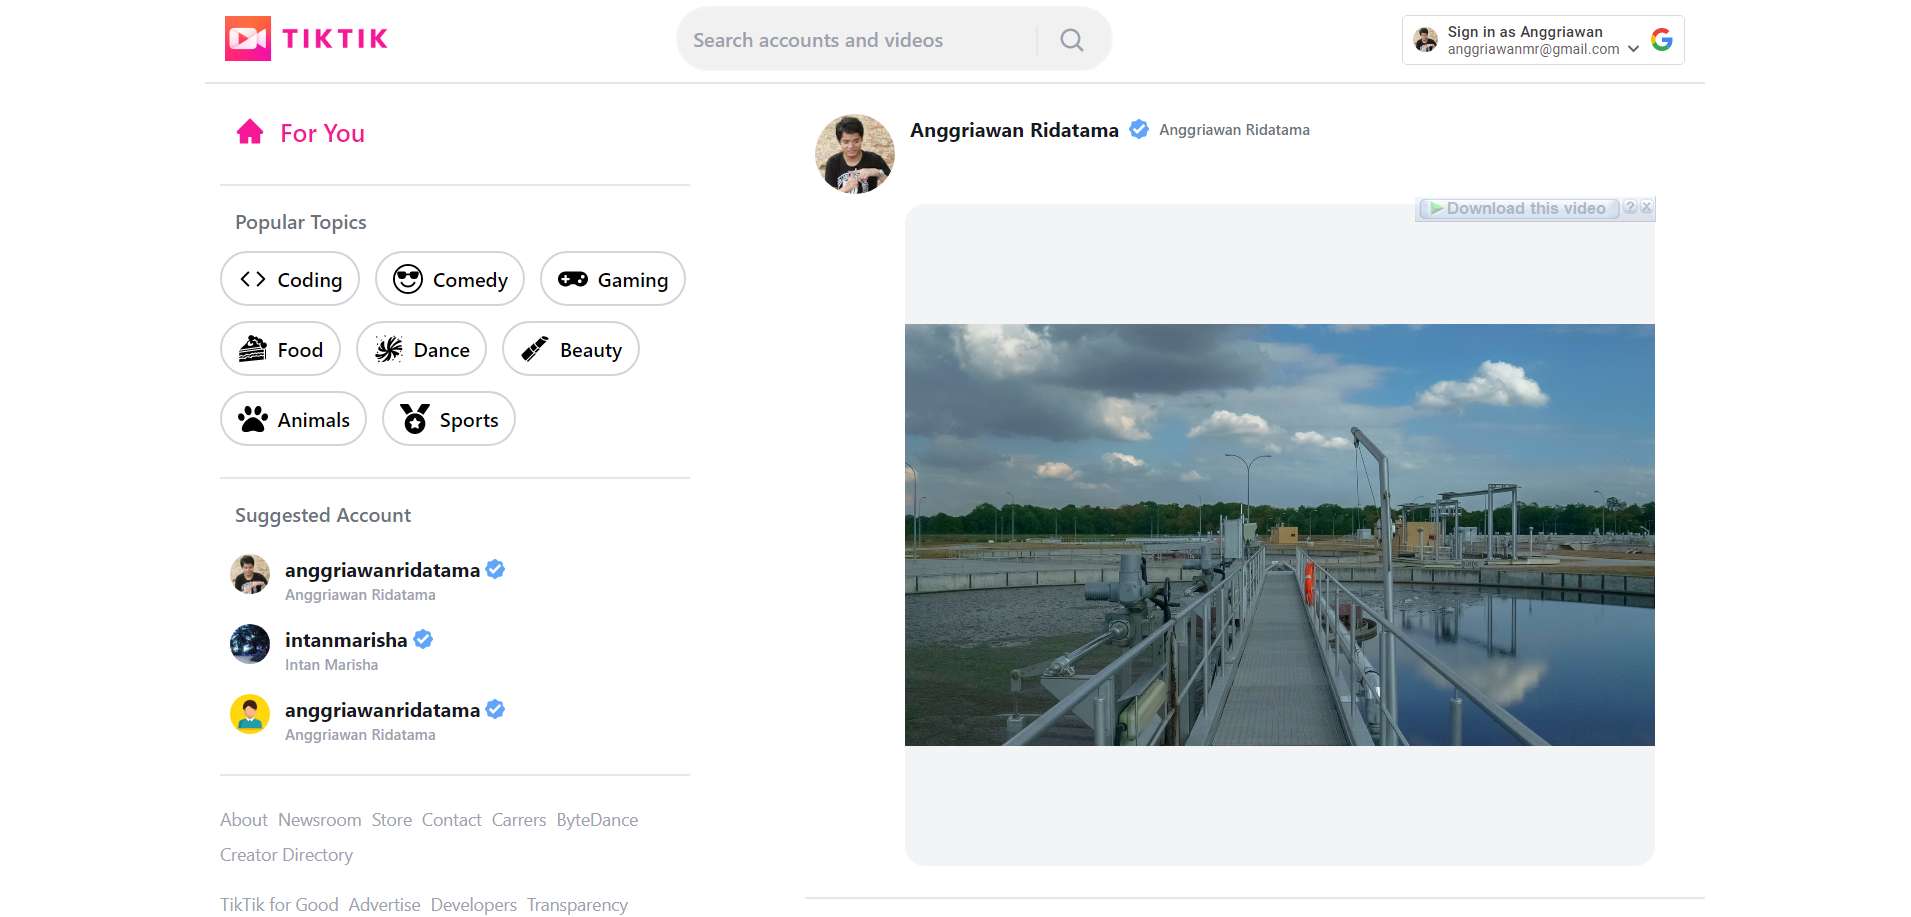 TIKTIK
Search accounts and videos
Sign in as Anggriawan
anggriawanmr@gmail.com
For You
Popular Topics
Coding
Comedy
Gaming
Food
Dance
Beauty
Animals
Sports
Suggested Account
anggriawanridatama
Anggriawan Ridatama
intanmarisha
Intan Marisha
anggriawanridatama
Anggriawan Ridatama
About Newsroom Store Contact Carrers ByteDance
Creator Directory
TikTik for Good Advertise Developers Transparency
Anggriawan Ridatama Anggriawan Ridatama
Download this video ? x